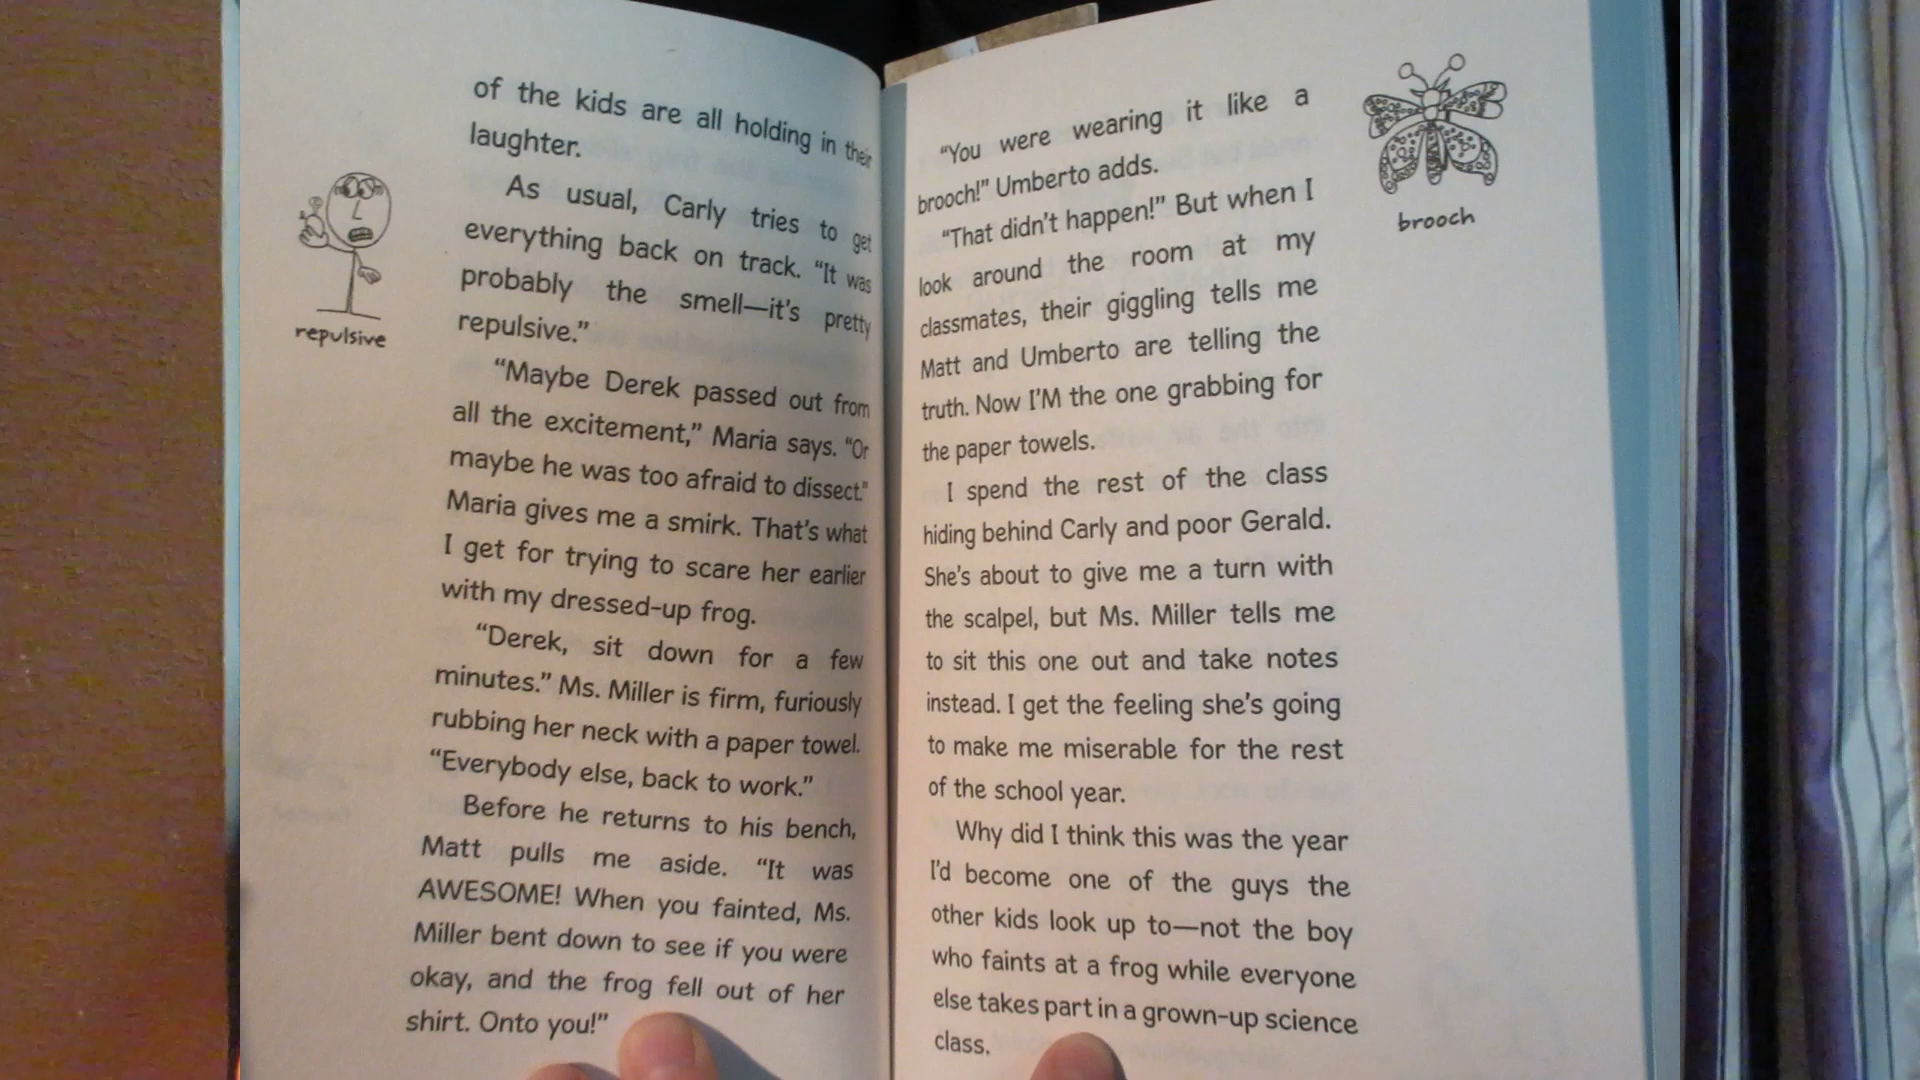 of the kids are all holding in their
laughter.
As usual, Carly tries to get
everything back on track. “It was
probably the smell—it's pretty
repulsive.”
repulsive
“Maybe Derek passed out from
all the excitement,” Maria says. “Or
maybe he was too afraid to dissect.”
Maria gives me a smirk. That's what
I get for trying to scare her earlier
with my dressed-up frog.
“Derek, sit down for a few
minutes.” Ms. Miller is firm, furiously
rubbing her neck with a paper towel.
“Everybody else, back to work.”
Before he returns to his bench,
Matt pulls me aside. “It was
AWESOME! When you fainted, Ms.
Miller bent down to see if you were
okay, and the frog fell out of her
shirt. Onto you!”
“You were wearing it like a
brooch!” Umberto adds.
brooch
“That didn't happen!” But when I
look around the room at my
classmates, their giggling tells me
Matt and Umberto are telling the
truth. Now I'M the one grabbing for
the paper towels.
I spend the rest of the class
hiding behind Carly and poor Gerald.
She's about to give me a turn with
the scalpel, but Ms. Miller tells me
to sit this one out and take notes
instead. I get the feeling she's going
to make me miserable for the rest
of the school year.
Why did I think this was the year
I'd become one of the guys the
other kids look up to—not the boy
who faints at a frog while everyone
else takes part in a grown-up science
class.